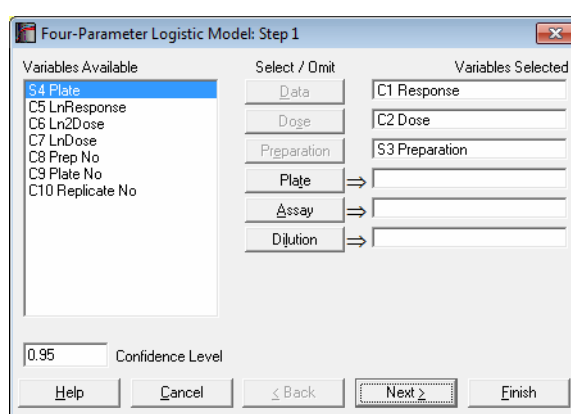 Four-Parameter Logistic Model: Step 1
Variables Available
Select / Omit
Variables Selected
S4 Plate
C5 LnResponse
C6 Ln2Dose
C7 LnDose
C8 Prep No
C9 Plate No
C10 Replicate No
Data
C1 Response
Dose
C2 Dose
Preparation
S3 Preparation
Plate
Assay
Dilution
0.95
Confidence Level
Help
Cancel
< Back
Next >
Finish